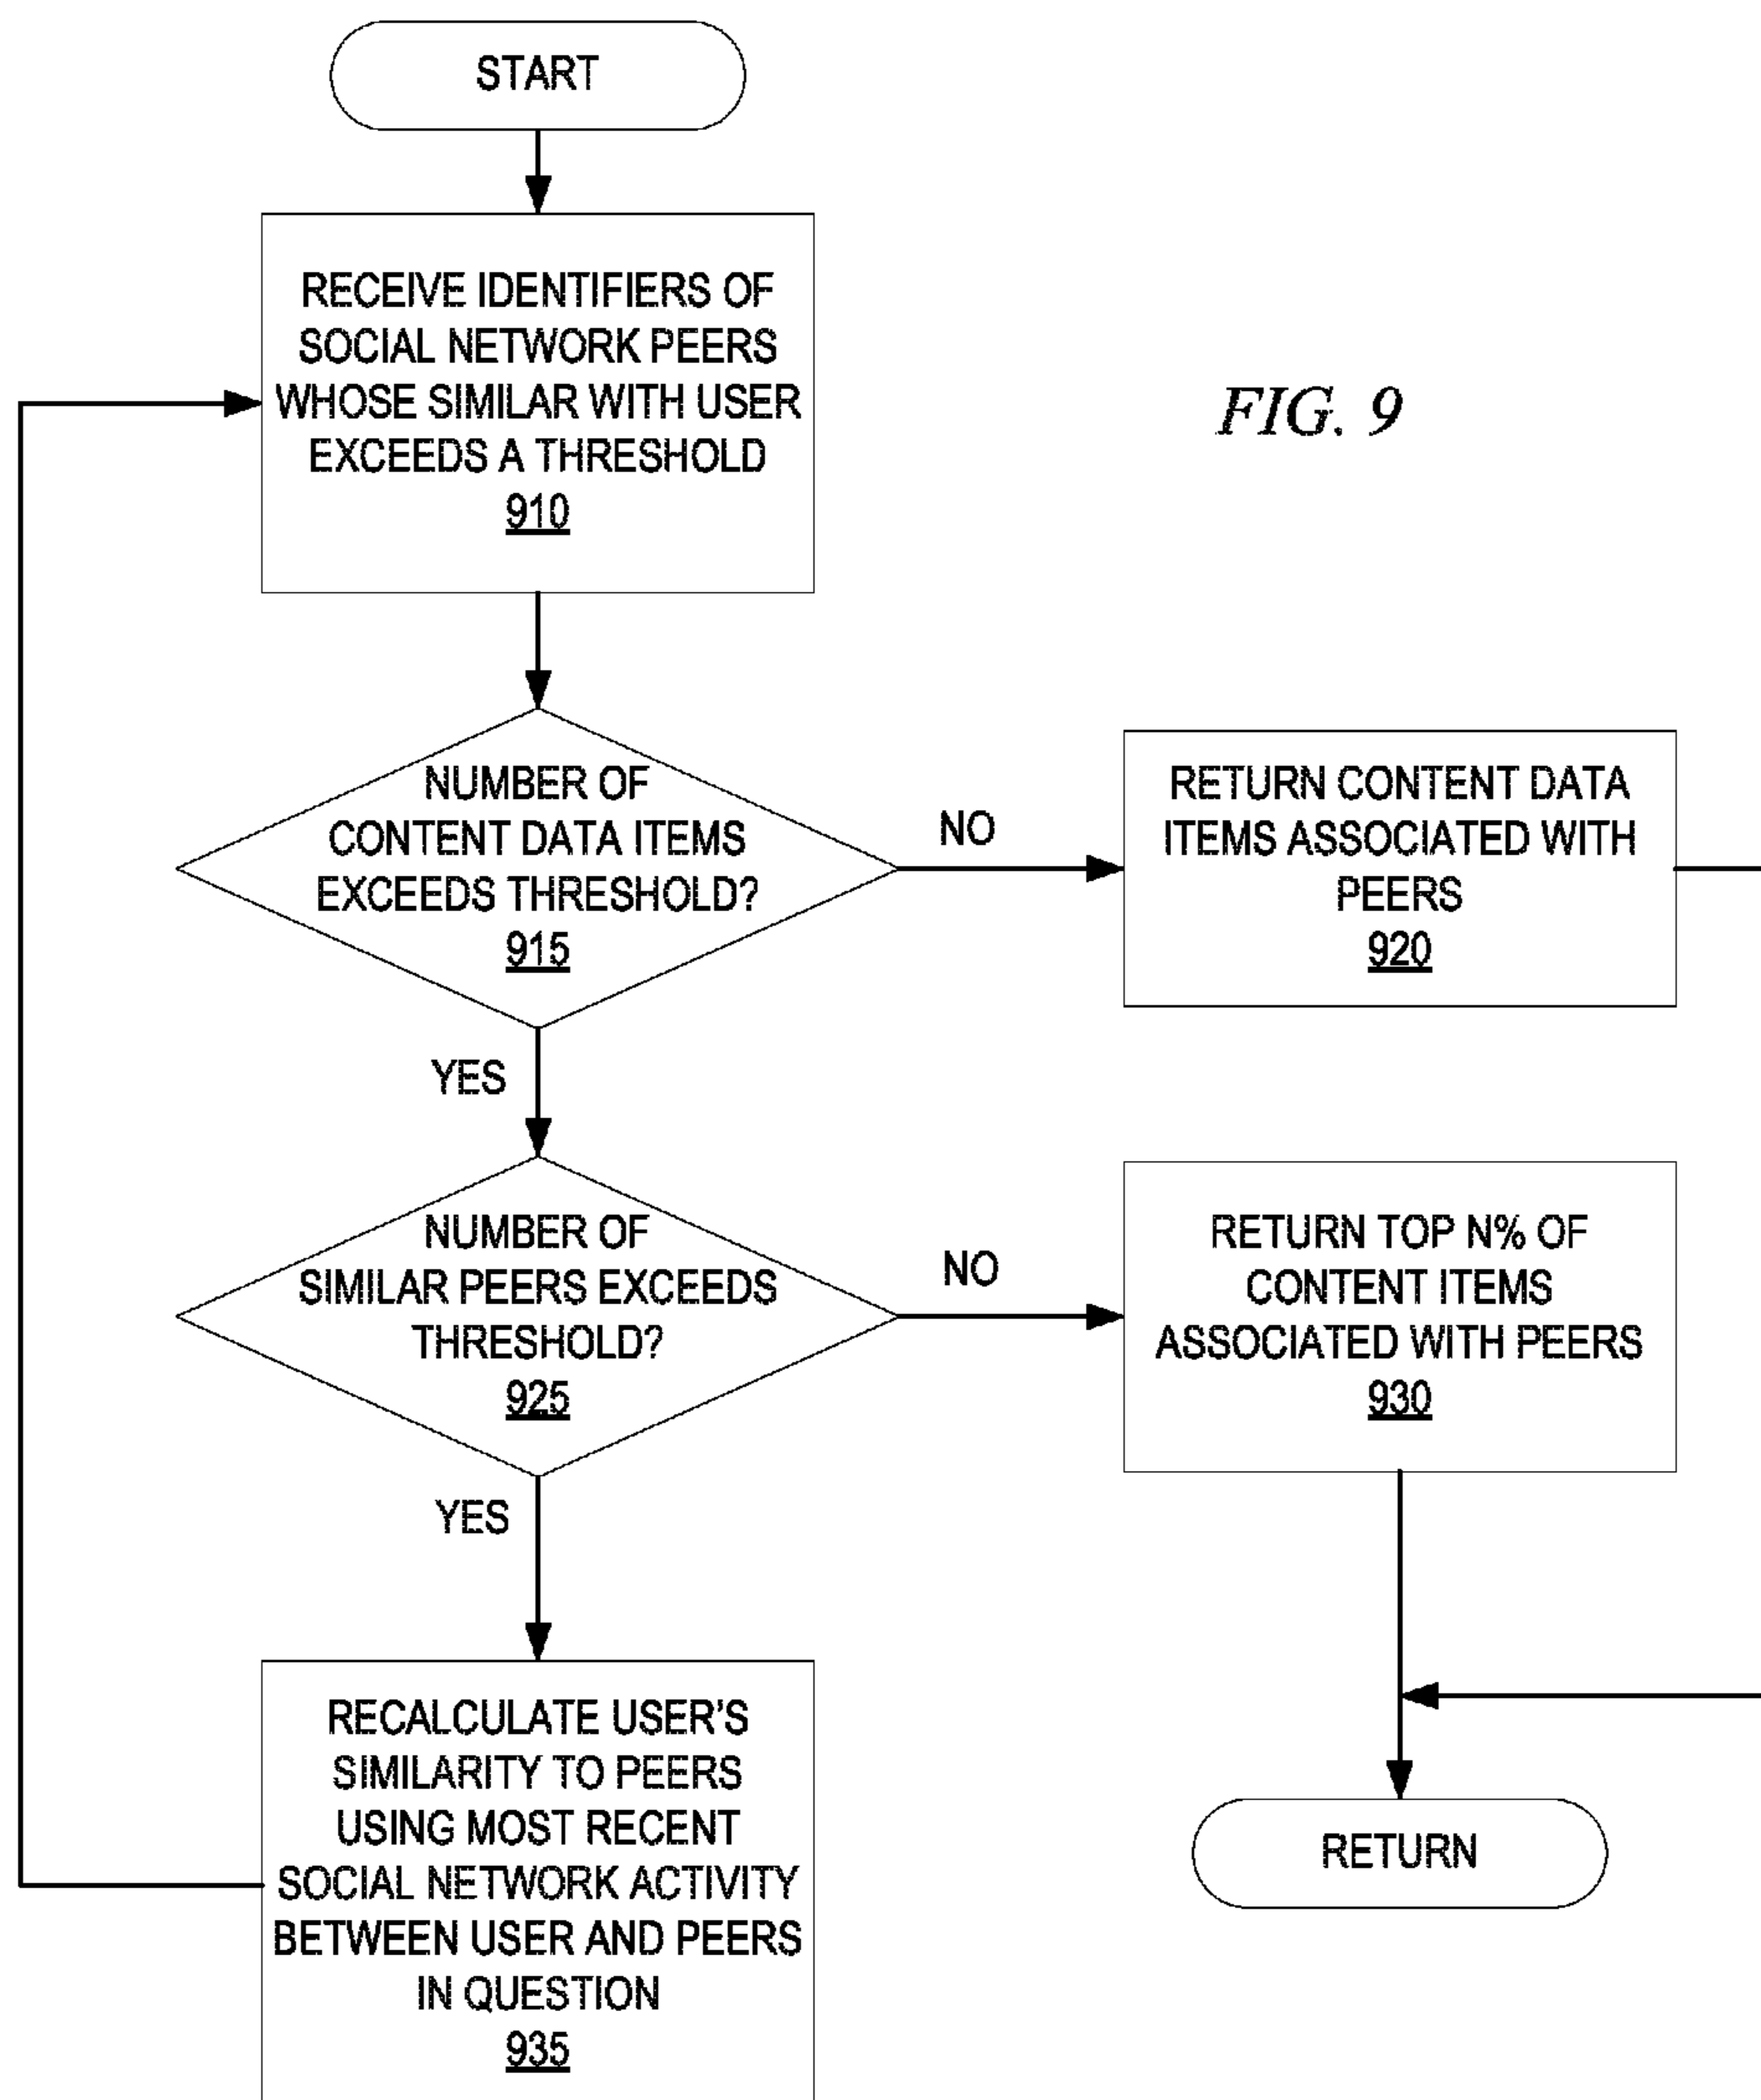 START
RECEIVE IDENTIFIERS OF
SOCIAL NETWORK PEERS
WHOSE SIMILAR WITH USER
EXCEEDS A THRESHOLD
910
FIG. 9
NUMBER OF
CONTENT DATA ITEMS
EXCEEDS THRESHOLD?
915
NO
RETURN CONTENT DATA
ITEMS ASSOCIATED WITH
PEERS
920
YES
NUMBER OF
SIMILAR PEERS EXCEEDS
THRESHOLD?
925
NO
RETURN TOP N% OF
CONTENT ITEMS
ASSOCIATED WITH PEERS
930
YES
RECALCULATE USER'S
SIMILARITY TO PEERS
USING MOST RECENT
SOCIAL NETWORK ACTIVITY
BETWEEN USER AND PEERS
IN QUESTION
935
RETURN